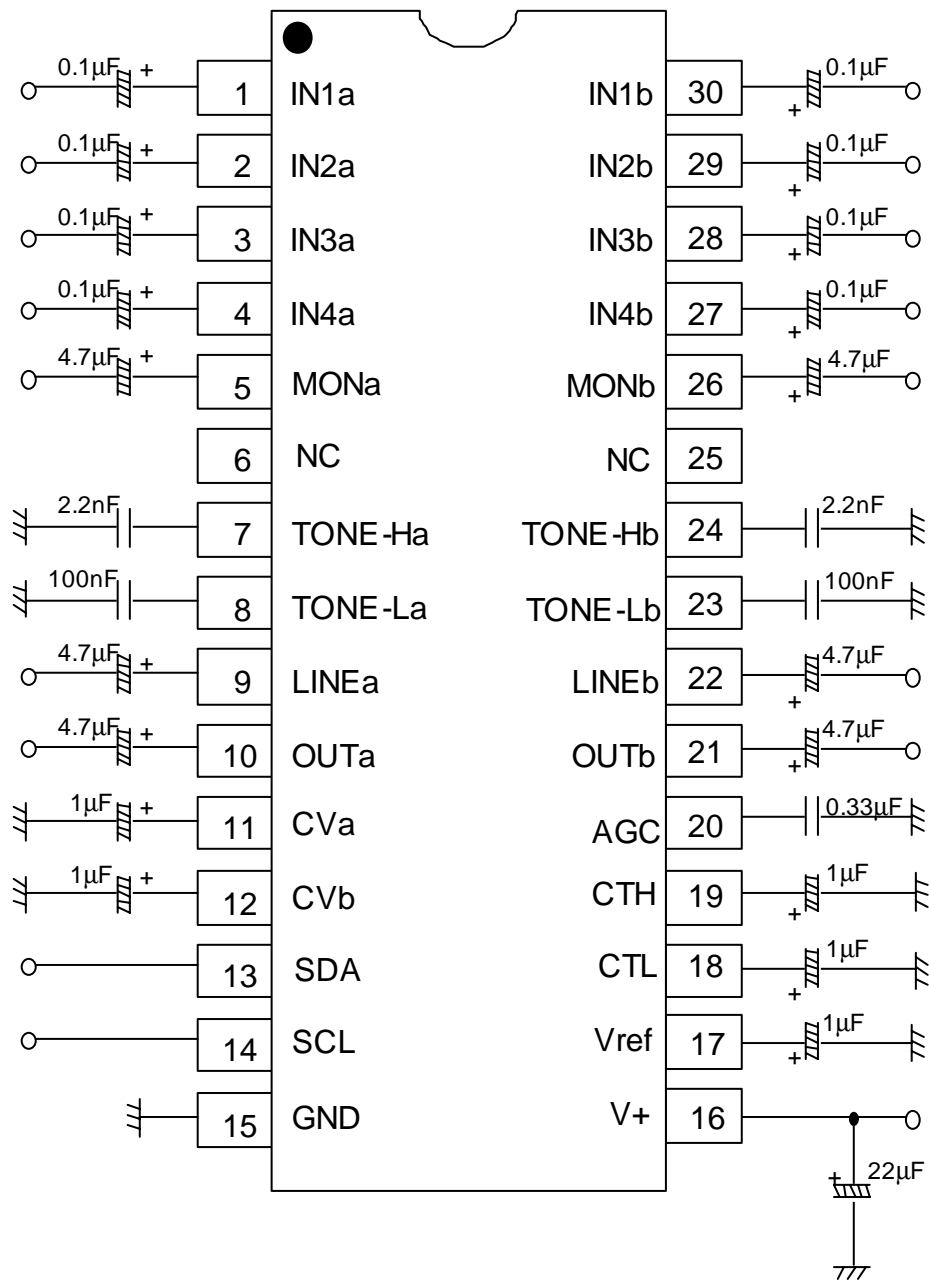 0.1µF + 1 IN1a IN1b 30 + 0.1µF
0.1µF + 2 IN2a IN2b 29 + 0.1µF
0.1µF + 3 IN3a IN3b 28 + 0.1µF
0.1µF + 4 IN4a IN4b 27 + 0.1µF
4.7µF + 5 MONa MONb 26 + 4.7µF
6 NC NC 25
2.2nF 7 TONE-Ha TONE-Hb 24 2.2nF
100nF 8 TONE-La TONE-Lb 23 100nF
4.7µF + 9 LINEa LINEb 22 + 4.7µF
4.7µF + 10 OUTa OUTb 21 + 4.7µF
1µF + 11 CVa AGC 20 0.33µF
1µF + 12 CVb CTH 19 + 1µF
13 SDA CTL 18 + 1µF
14 SCL Vref 17 + 1µF
15 GND V+ 16
+ 22µF